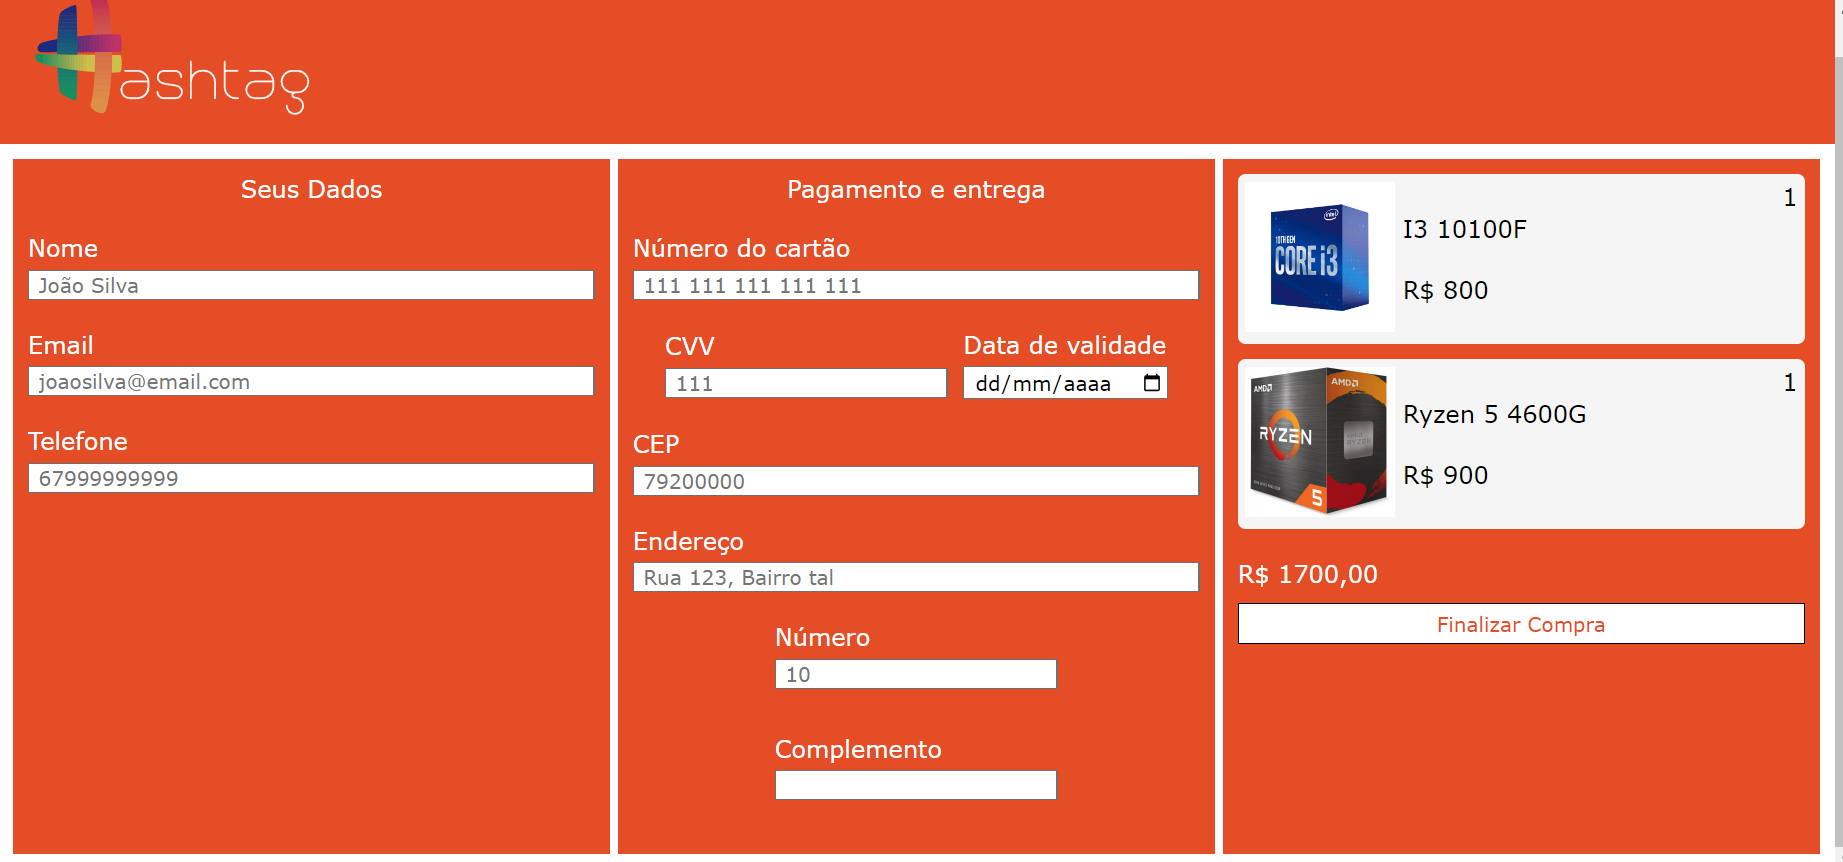 Hashtag
Seus Dados
Nome
João Silva
Email
joaosilva@email.com
Telefone
67999999999
Pagamento e entrega
Número do cartão
111 111 111 111 111
CVV
111
Data de validade
dd/mm/aaaa
CEP
79200000
Endereço
Rua 123, Bairro tal
Número
10
Complemento
1
intel
10TH GEN
CORE i3
I3 10100F
R$ 800
1
AMD
AMD
RYZEN
5
Ryzen 5 4600G
R$ 900
R$ 1700,00
Finalizar Compra